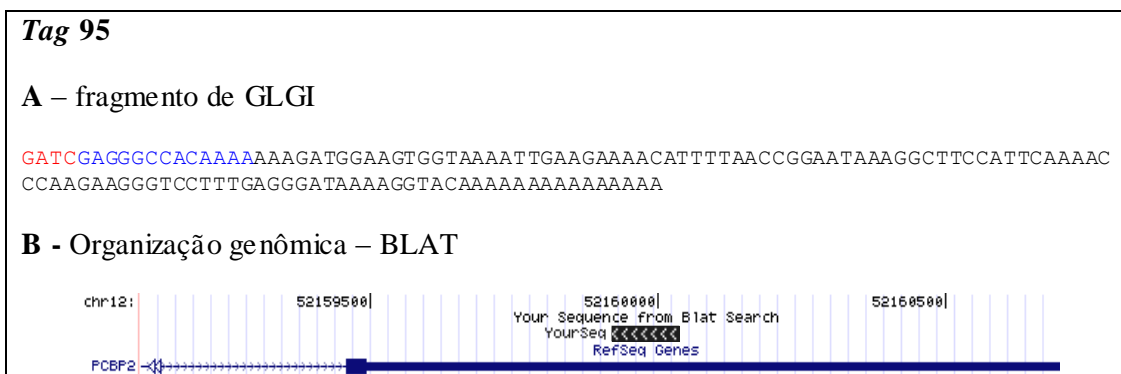 Tag 95
A – fragmento de GLGI
GATCGAGGGCCACAAAAAAAGATGGAAGTGGTAAAATTGAAGAAAACATTTTAACCGGAATAAAGGCTTCCATTCAAAAC
CCAAGAAGGGTCCTTTGAGGGATAAAAGGTACAAAAAAAAAAAAAAA
B - Organização genômica – BLAT
chr12: 52159500| 52160000| 52160500|
Your Sequence from Blat Search
YourSeq
RefSeq Genes
PCBP2